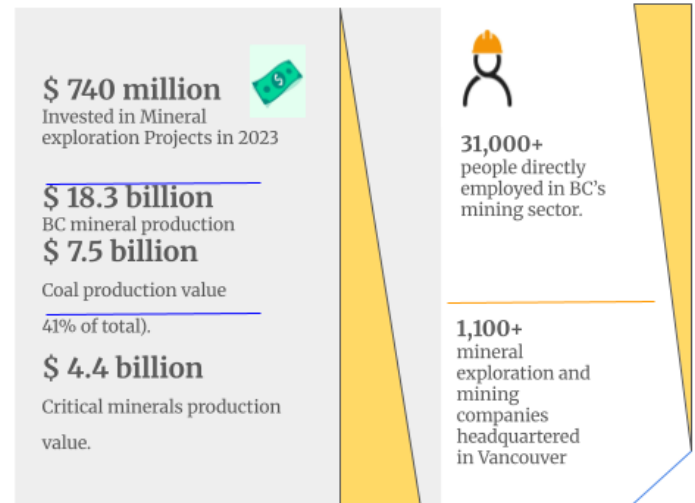 $ 740 million
Invested in Mineral
exploration Projects in 2023
$ 18.3 billion
BC mineral production
$ 7.5 billion
Coal production value
41% of total).
$ 4.4 billion
Critical minerals production
value.
31,000+
people directly
employed in BC's
mining sector.
1,100+
mineral
exploration and
mining
companies
headquartered
in Vancouver